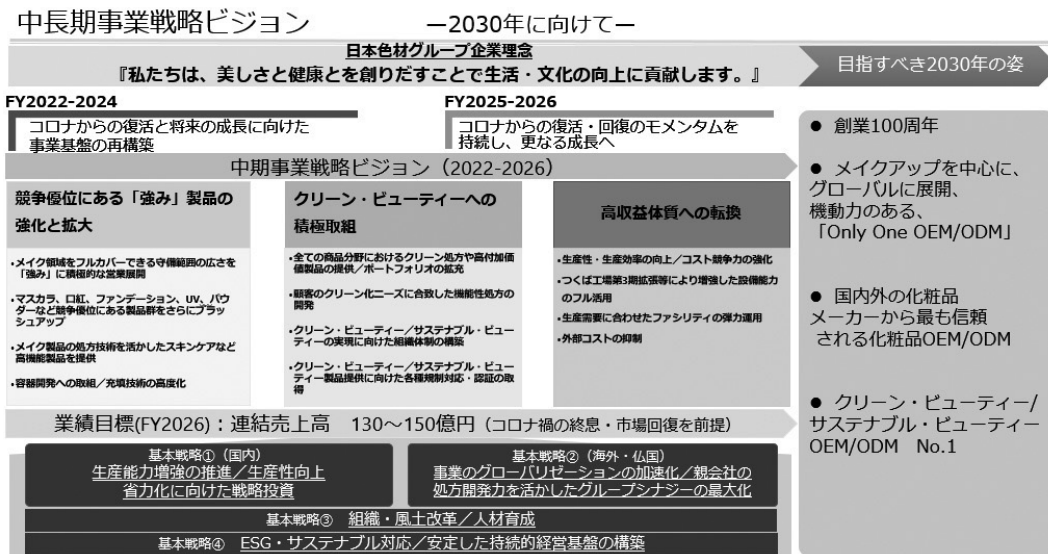 中長期事業戦略ビジョン ―2030年に向けて―
日本色材グループ企業理念
『私たちは、美しさと健康とを創りだすことで生活・文化の向上に貢献します。』
目指すべき2030年の姿
FY2022-2024
コロナからの復活と将来の成長に向けた
事業基盤の再構築
FY2025-2026
コロナからの復活・回復のモメンタムを
持続し、更なる成長へ
中期事業戦略ビジョン(2022-2026)
競争優位にある「強み」製品の
強化と拡大
•メイク領域をフルカバーできる守備範囲の広さを
「強み」に積極的な営業展開
•マスカラ、口紅、ファンデーション、UV、パウ
ダーなど競争優位にある製品群をさらにブラッ
シュアップ
•メイク製品の処方技術を活かしたスキンケアなど
高機能製品を提供
•容器開発への取組/充填技術の高度化
クリーン・ビューティーへの
積極取組
•全ての商品分野におけるクリーン処方や高付加価
値製品の提供/ポートフォリオの拡充
•顧客のクリーン化ニーズに合致した機能性処方の
開発
•クリーン・ビューティー/サステナブル・ビュー
ティーの実現に向けた組織体制の構築
•クリーン・ビューティー/サステナブル・ビュー
ティー製品提供に向けた各種規制対応・認証の取
得
高収益体質への転換
•生産性・生産効率の向上/コスト競争力の強化
•つくば工場第3期拡張等により増強した設備能力
のフル活用
•生産需要に合わせたファシリティの弾力運用
•外部コストの抑制
業績目標(FY2026):連結売上高 130~150億円(コロナ禍の終息・市場回復を前提)
基本戦略①(国内)
生産能力増強の推進/生産性向上
省力化に向けた戦略投資
基本戦略②(海外・仏国)
事業のグローバリゼーションの加速化/親会社の
処方開発力を活かしたグループシナジーの最大化
基本戦略③ 組織・風土改革/人材育成
基本戦略④ ESG・サステナブル対応/安定した持続的経営基盤の構築
● 創業100周年
● メイクアップを中心に、
グローバルに展開、
機動力のある、
「Only One OEM/ODM」
● 国内外の化粧品
メーカーから最も信頼
される化粧品OEM/ODM
● クリーン・ビューティー/
サステナブル・ビューティー
OEM/ODM No.1